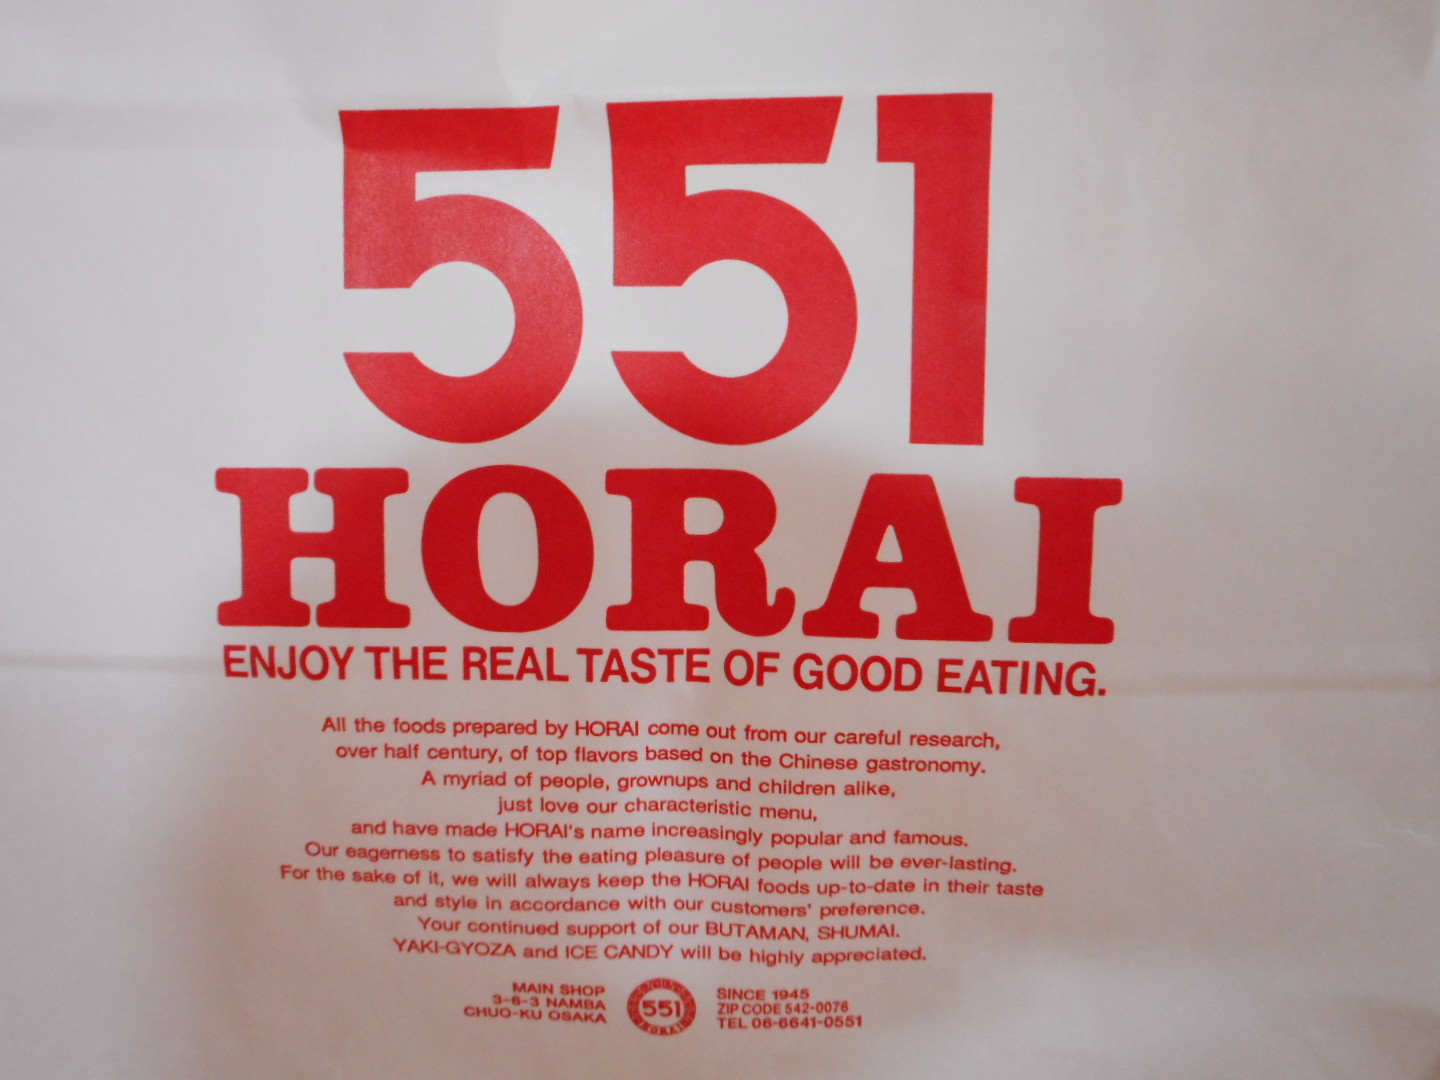 551
HORAI
ENJOY THE REAL TASTE OF GOOD EATING.
All the foods prepared by HORAI come out from our careful research,
over half century, of top flavors based on the Chinese gastronomy.
A myriad of people, grownups and children alike,
just love our characteristic menu,
and have made HORAI's name increasingly popular and famous.
Our eagerness to satisfy the eating pleasure of people will be ever-lasting.
For the sake of it, we will always keep the HORAI foods up-to-date in their taste
and style in accordance with our customers' preference.
Your continued support of our BUTAMAN, SHUMAI.
YAKI-GYOZA and ICE CANDY will be highly appreciated.
MAIN SHOP
3-6-3 NAMBA
CHUO-KU OSAKA
551
HORAI
SINCE 1945
ZIP CODE 542-0076
TEL 06-6641-0551